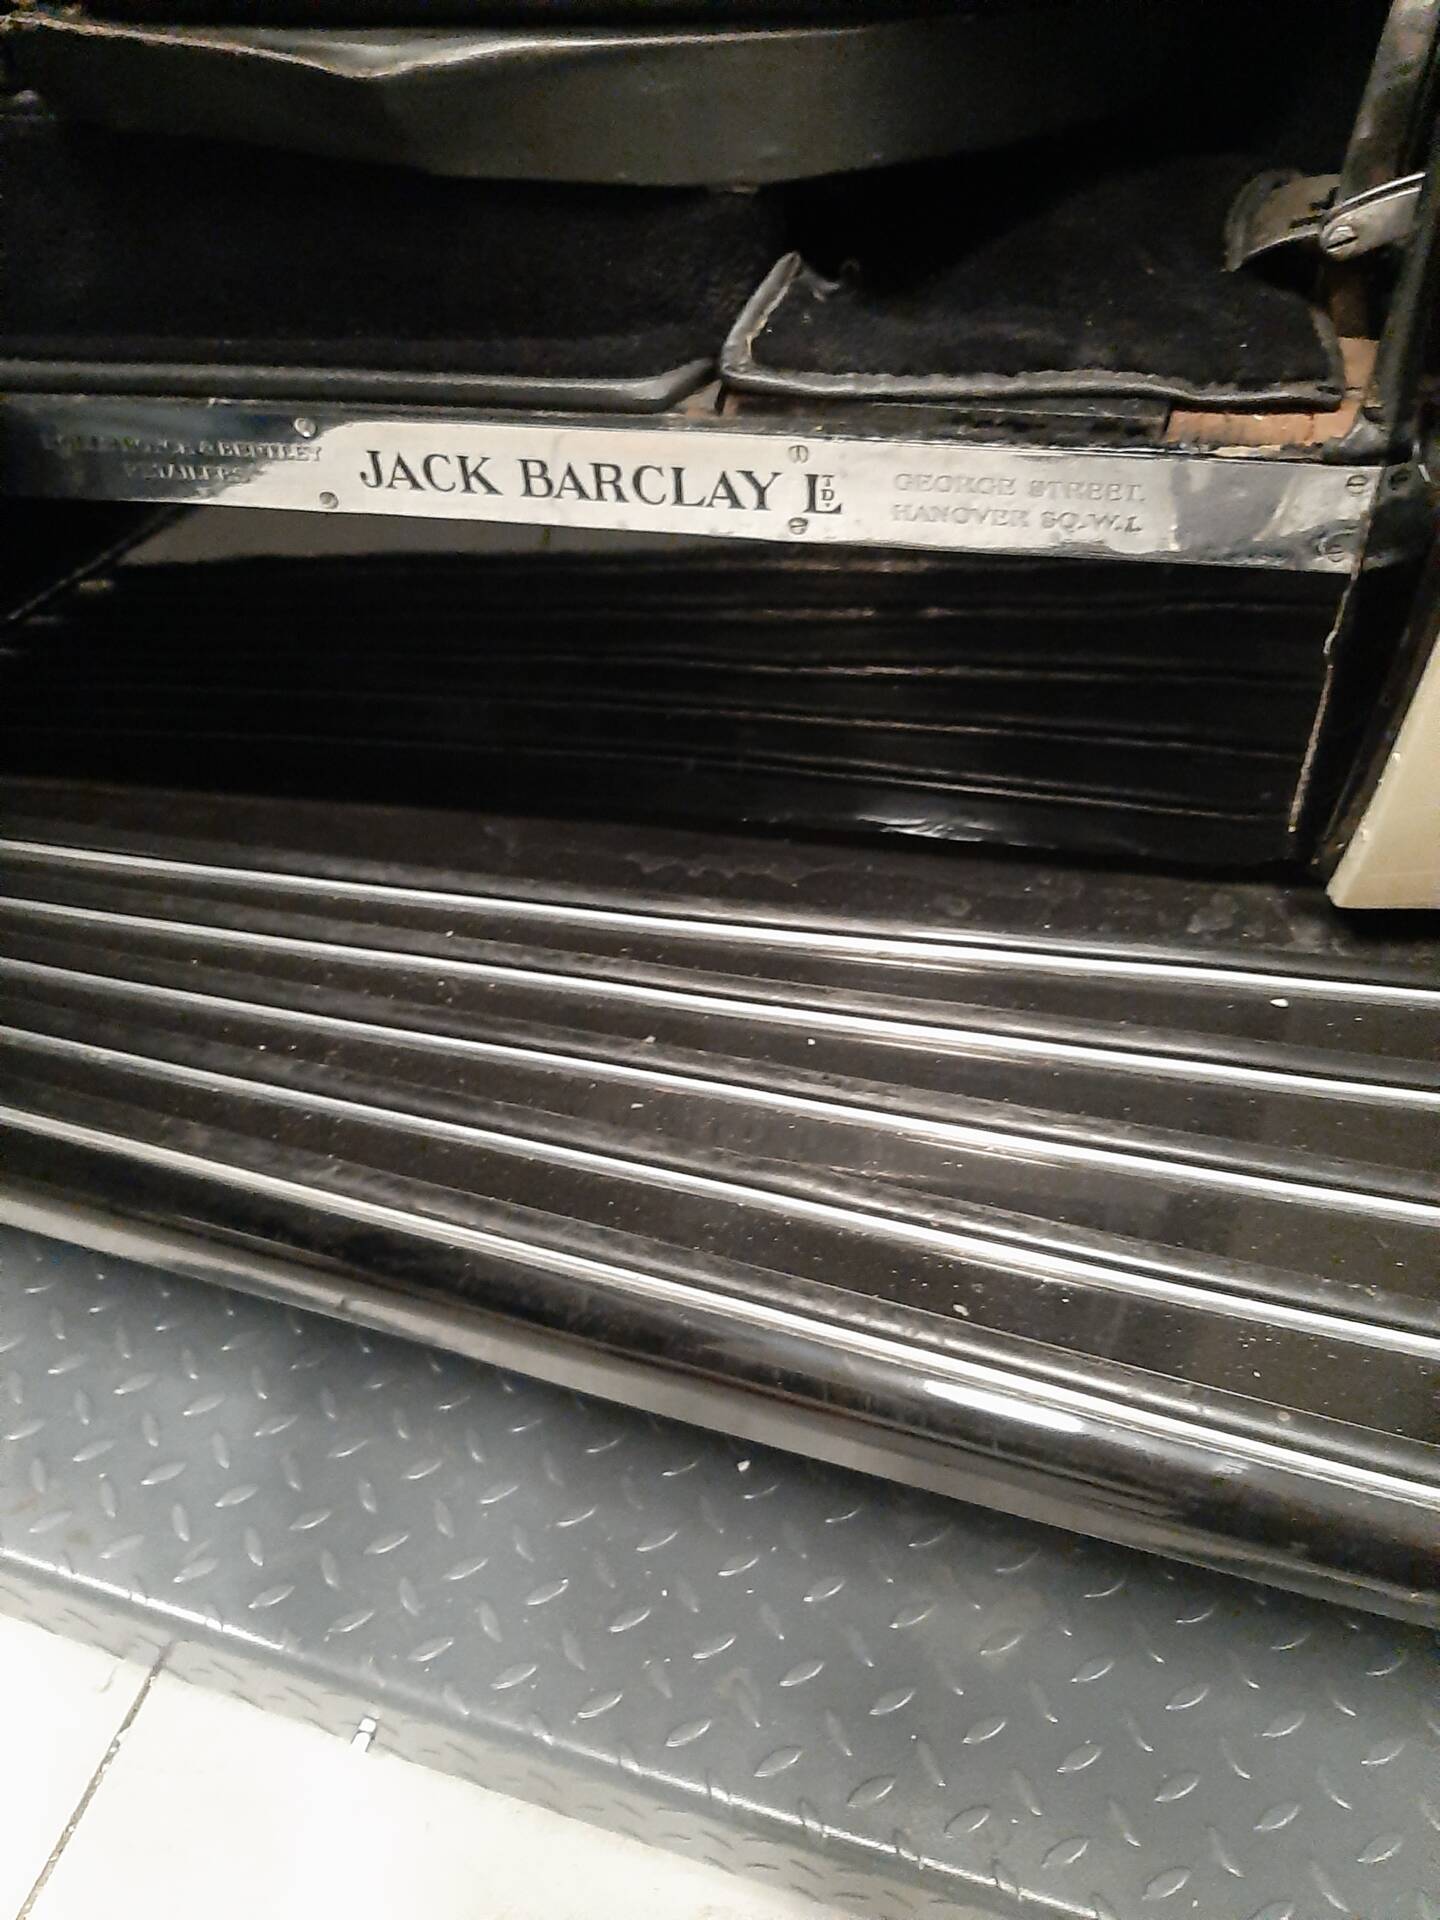 ROLLS-ROYCE & BENTLEY
RETAILERS
JACK BARCLAY LTD.
GEORGE STREET,
HANOVER SQ. W.1.